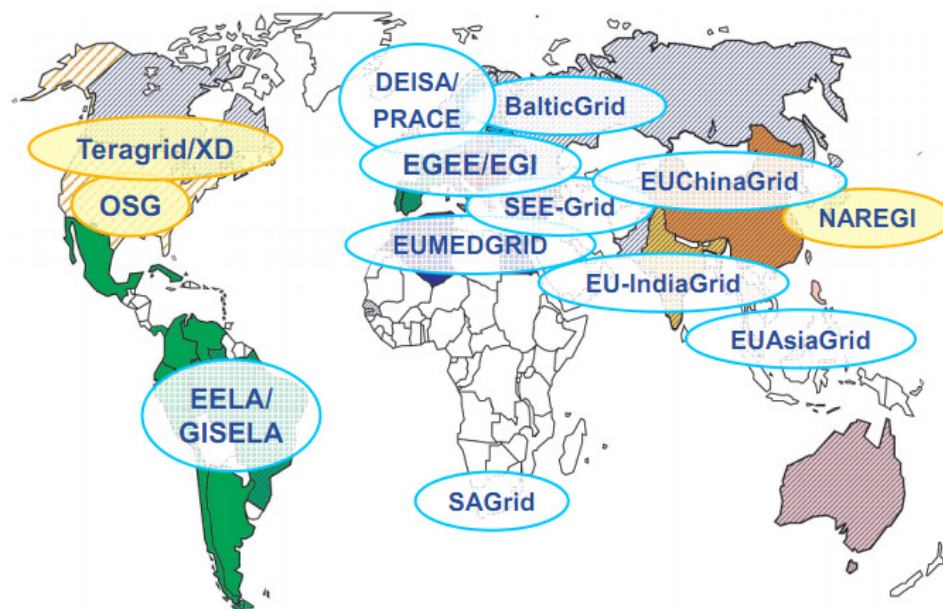 DEISA/
PRACE
BalticGrid
Teragrid/XD
EGEE/EGI
EUChinaGrid
OSG
SEE-Grid
NAREGI
EUMEDGRID
EU-IndiaGrid
EUAsiaGrid
EELA/
GISELA
SAGrid